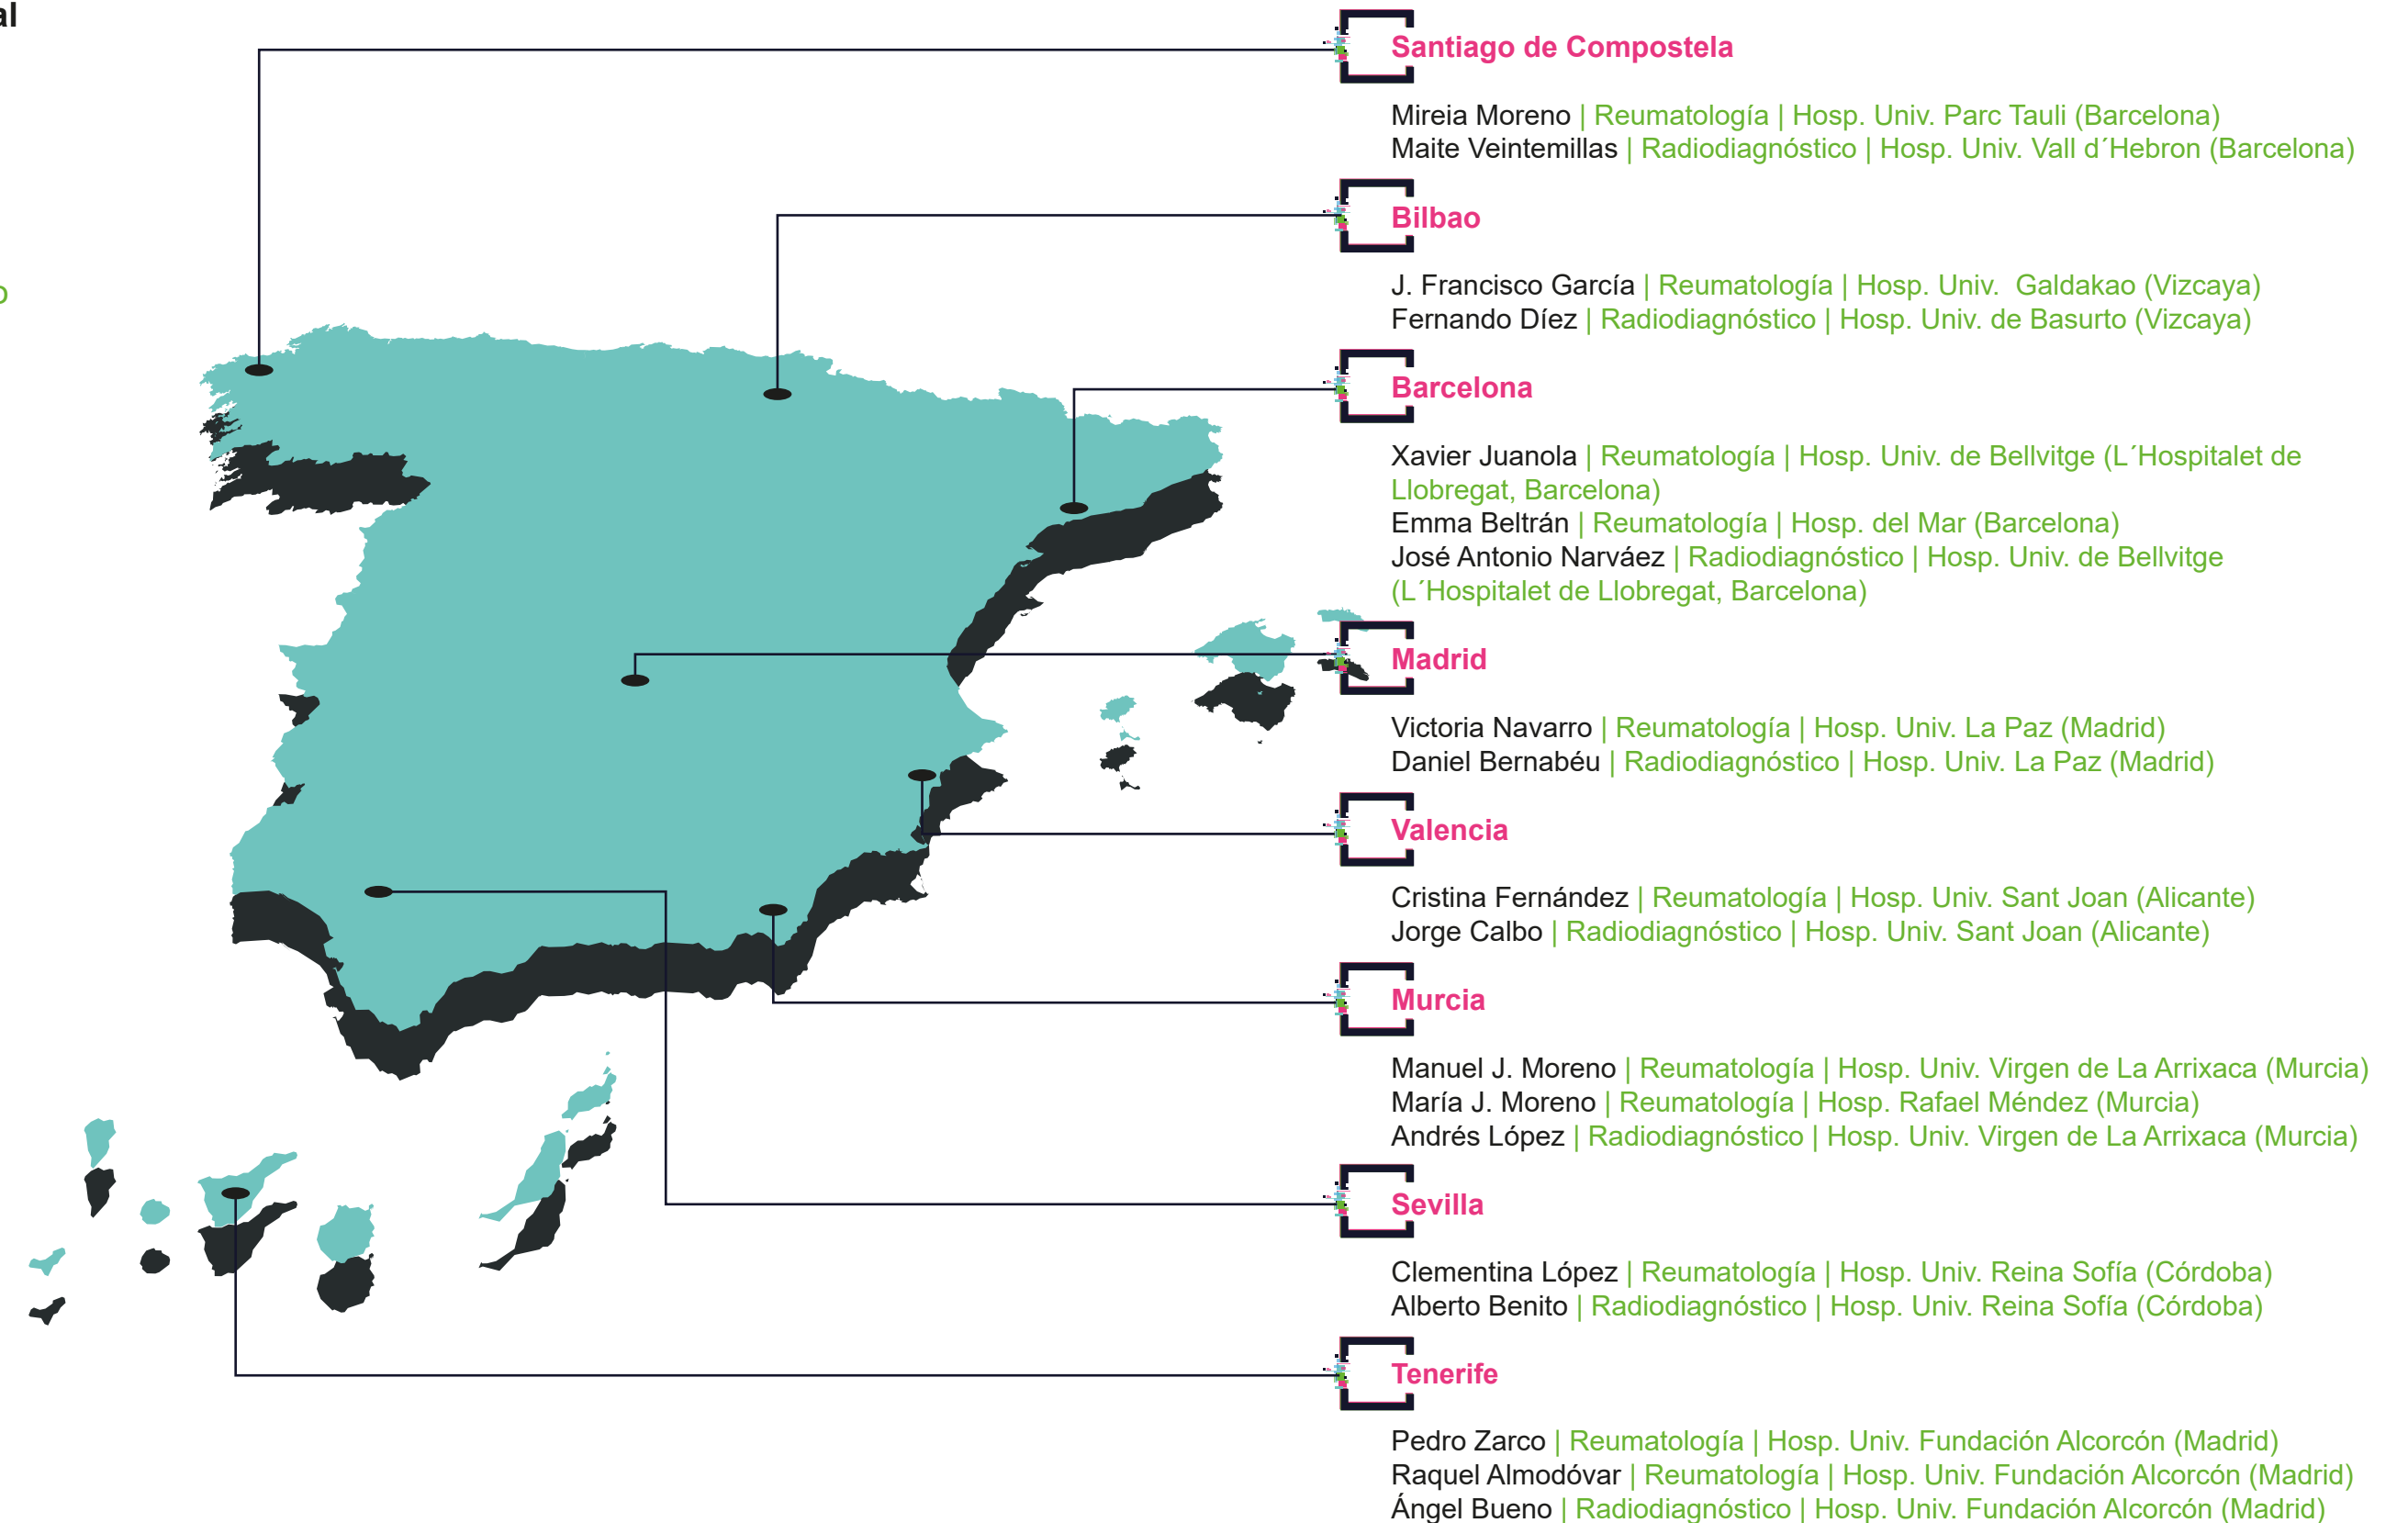 al
o
Santiago de Compostela
Mireia Moreno | Reumatología | Hosp. Univ. Parc Tauli (Barcelona)
Maite Veintemillas | Radiodiagnóstico | Hosp. Univ. Vall d´Hebron (Barcelona)
Bilbao
J. Francisco García | Reumatología | Hosp. Univ.  Galdakao (Vizcaya)
Fernando Díez | Radiodiagnóstico | Hosp. Univ. de Basurto (Vizcaya)
Barcelona
Xavier Juanola | Reumatología | Hosp. Univ. de Bellvitge (L´Hospitalet de
Llobregat, Barcelona)
Emma Beltrán | Reumatología | Hosp. del Mar (Barcelona)
José Antonio Narváez | Radiodiagnóstico | Hosp. Univ. de Bellvitge
(L´Hospitalet de Llobregat, Barcelona)
Madrid
Victoria Navarro | Reumatología | Hosp. Univ. La Paz (Madrid)
Daniel Bernabéu | Radiodiagnóstico | Hosp. Univ. La Paz (Madrid)
Valencia
Cristina Fernández | Reumatología | Hosp. Univ. Sant Joan (Alicante)
Jorge Calbo | Radiodiagnóstico | Hosp. Univ. Sant Joan (Alicante)
Murcia
Manuel J. Moreno | Reumatología | Hosp. Univ. Virgen de La Arrixaca (Murcia)
María J. Moreno | Reumatología | Hosp. Rafael Méndez (Murcia)
Andrés López | Radiodiagnóstico | Hosp. Univ. Virgen de La Arrixaca (Murcia)
Sevilla
Clementina López | Reumatología | Hosp. Univ. Reina Sofía (Córdoba)
Alberto Benito | Radiodiagnóstico | Hosp. Univ. Reina Sofía (Córdoba)
Tenerife
Pedro Zarco | Reumatología | Hosp. Univ. Fundación Alcorcón (Madrid)
Raquel Almodóvar | Reumatología | Hosp. Univ. Fundación Alcorcón (Madrid)
Ángel Bueno | Radiodiagnóstico | Hosp. Univ. Fundación Alcorcón (Madrid)